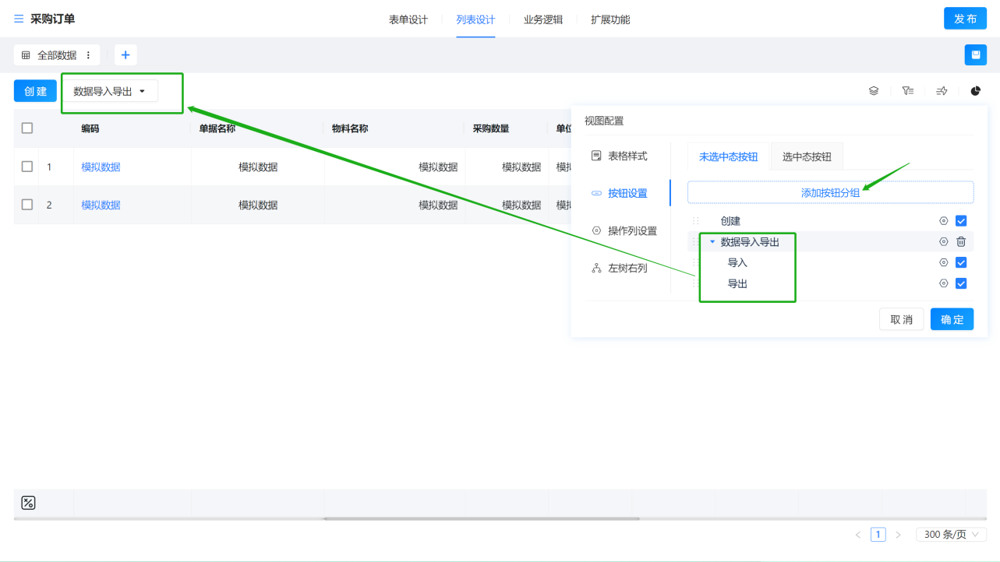 采购订单
表单设计
列表设计
业务逻辑
扩展功能
发布
全部数据
创建
数据导入导出
编码
单据名称
物料名称
采购数量
单位
1
模拟数据
模拟数据
模拟数据
模拟数据
2
模拟数据
模拟数据
模拟数据
模拟数据
视图配置
表格样式
按钮设置
操作列设置
左树右列
未选中态按钮
选中态按钮
添加按钮分组
创建
数据导入导出
导入
导出
取消
确定
1
300 条/页